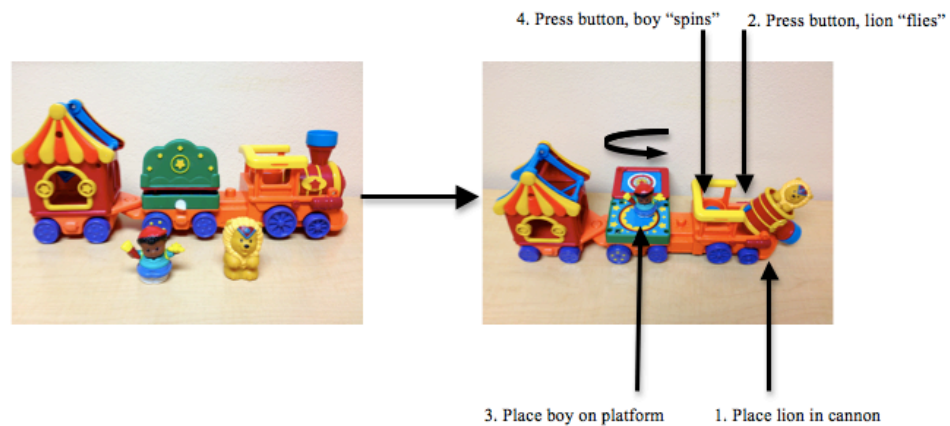 4. Press button, boy “spins”
2. Press button, lion “flies”
3. Place boy on platform
1. Place lion in cannon